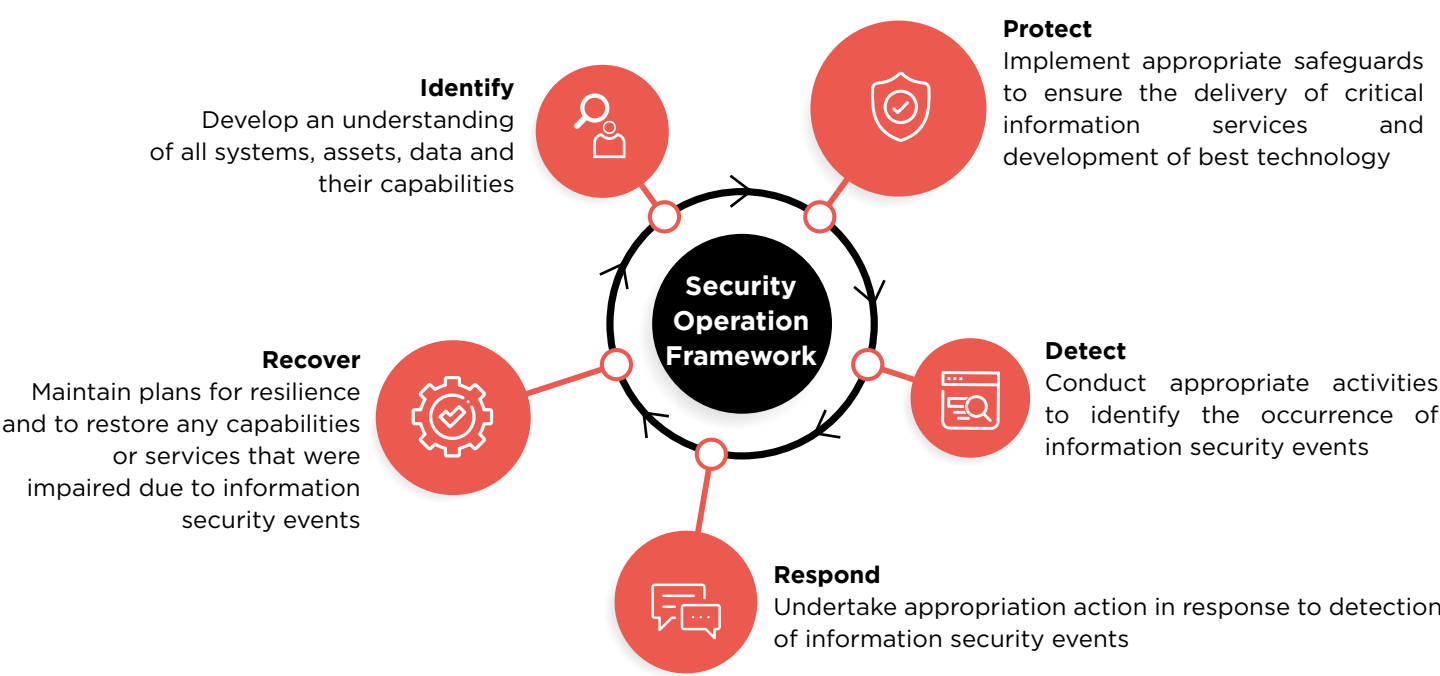 Identify
Develop an understanding
of all systems, assets, data and
their capabilities
Protect
Implement appropriate safeguards
to ensure the delivery of critical
information services and
development of best technology
Security
Operation
Framework
Detect
Conduct appropriate activities
to identify the occurrence of
information security events
Respond
Undertake appropriation action in response to detection
of information security events
Recover
Maintain plans for resilience
and to restore any capabilities
or services that were
impaired due to information
security events